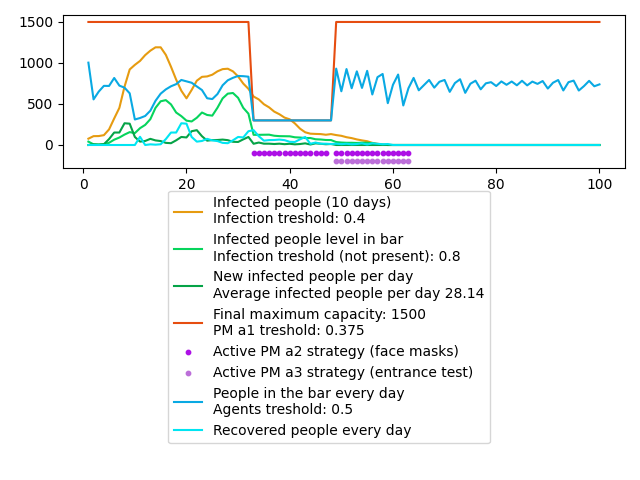 1500
1000
500
0
0
20
40
60
80
100
Infected people (10 days)
Infection treshold: 0.4
Infected people level in bar
Infection treshold (not present): 0.8
New infected people per day
Average infected people per day 28.14
Final maximum capacity: 1500
PM a1 treshold: 0.375
Active PM a2 strategy (face masks)
Active PM a3 strategy (entrance test)
People in the bar every day
Agents treshold: 0.5
Recovered people every day